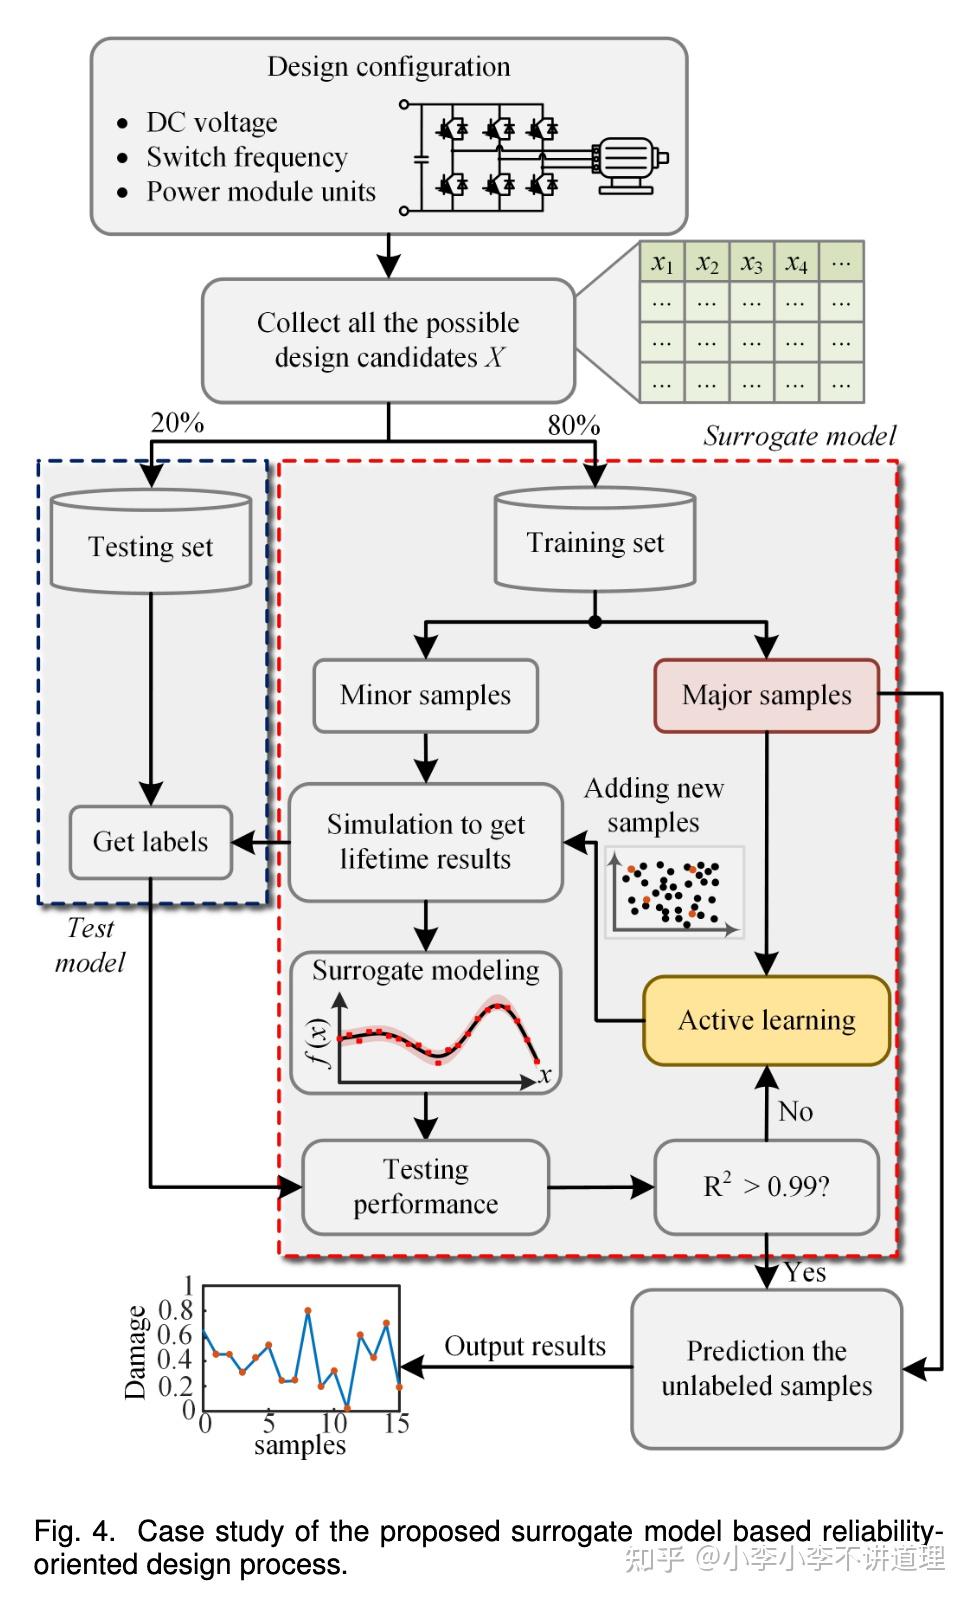 Design configuration
• DC voltage
• Switch frequency
• Power module units
x1 x2 x3 x4 ...
... ... ... ... ...
... ... ... ... ...
... ... ... ... ...
Collect all the possible
design candidates X
20%
80%
Surrogate model
Testing set
Training set
Minor samples
Major samples
Adding new
samples
Simulation to get
lifetime results
Get labels
Test
model
Surrogate modeling
f(x)
x
Active learning
No
Testing
performance
R² > 0.99?
Yes
Damage
1
0.8
0.6
0.4
0.2
0
0 5 10 15
samples
Output results
Prediction the
unlabeled samples
Fig. 4. Case study of the proposed surrogate model based reliability-
oriented design process.
知乎 @小李小李不讲道理